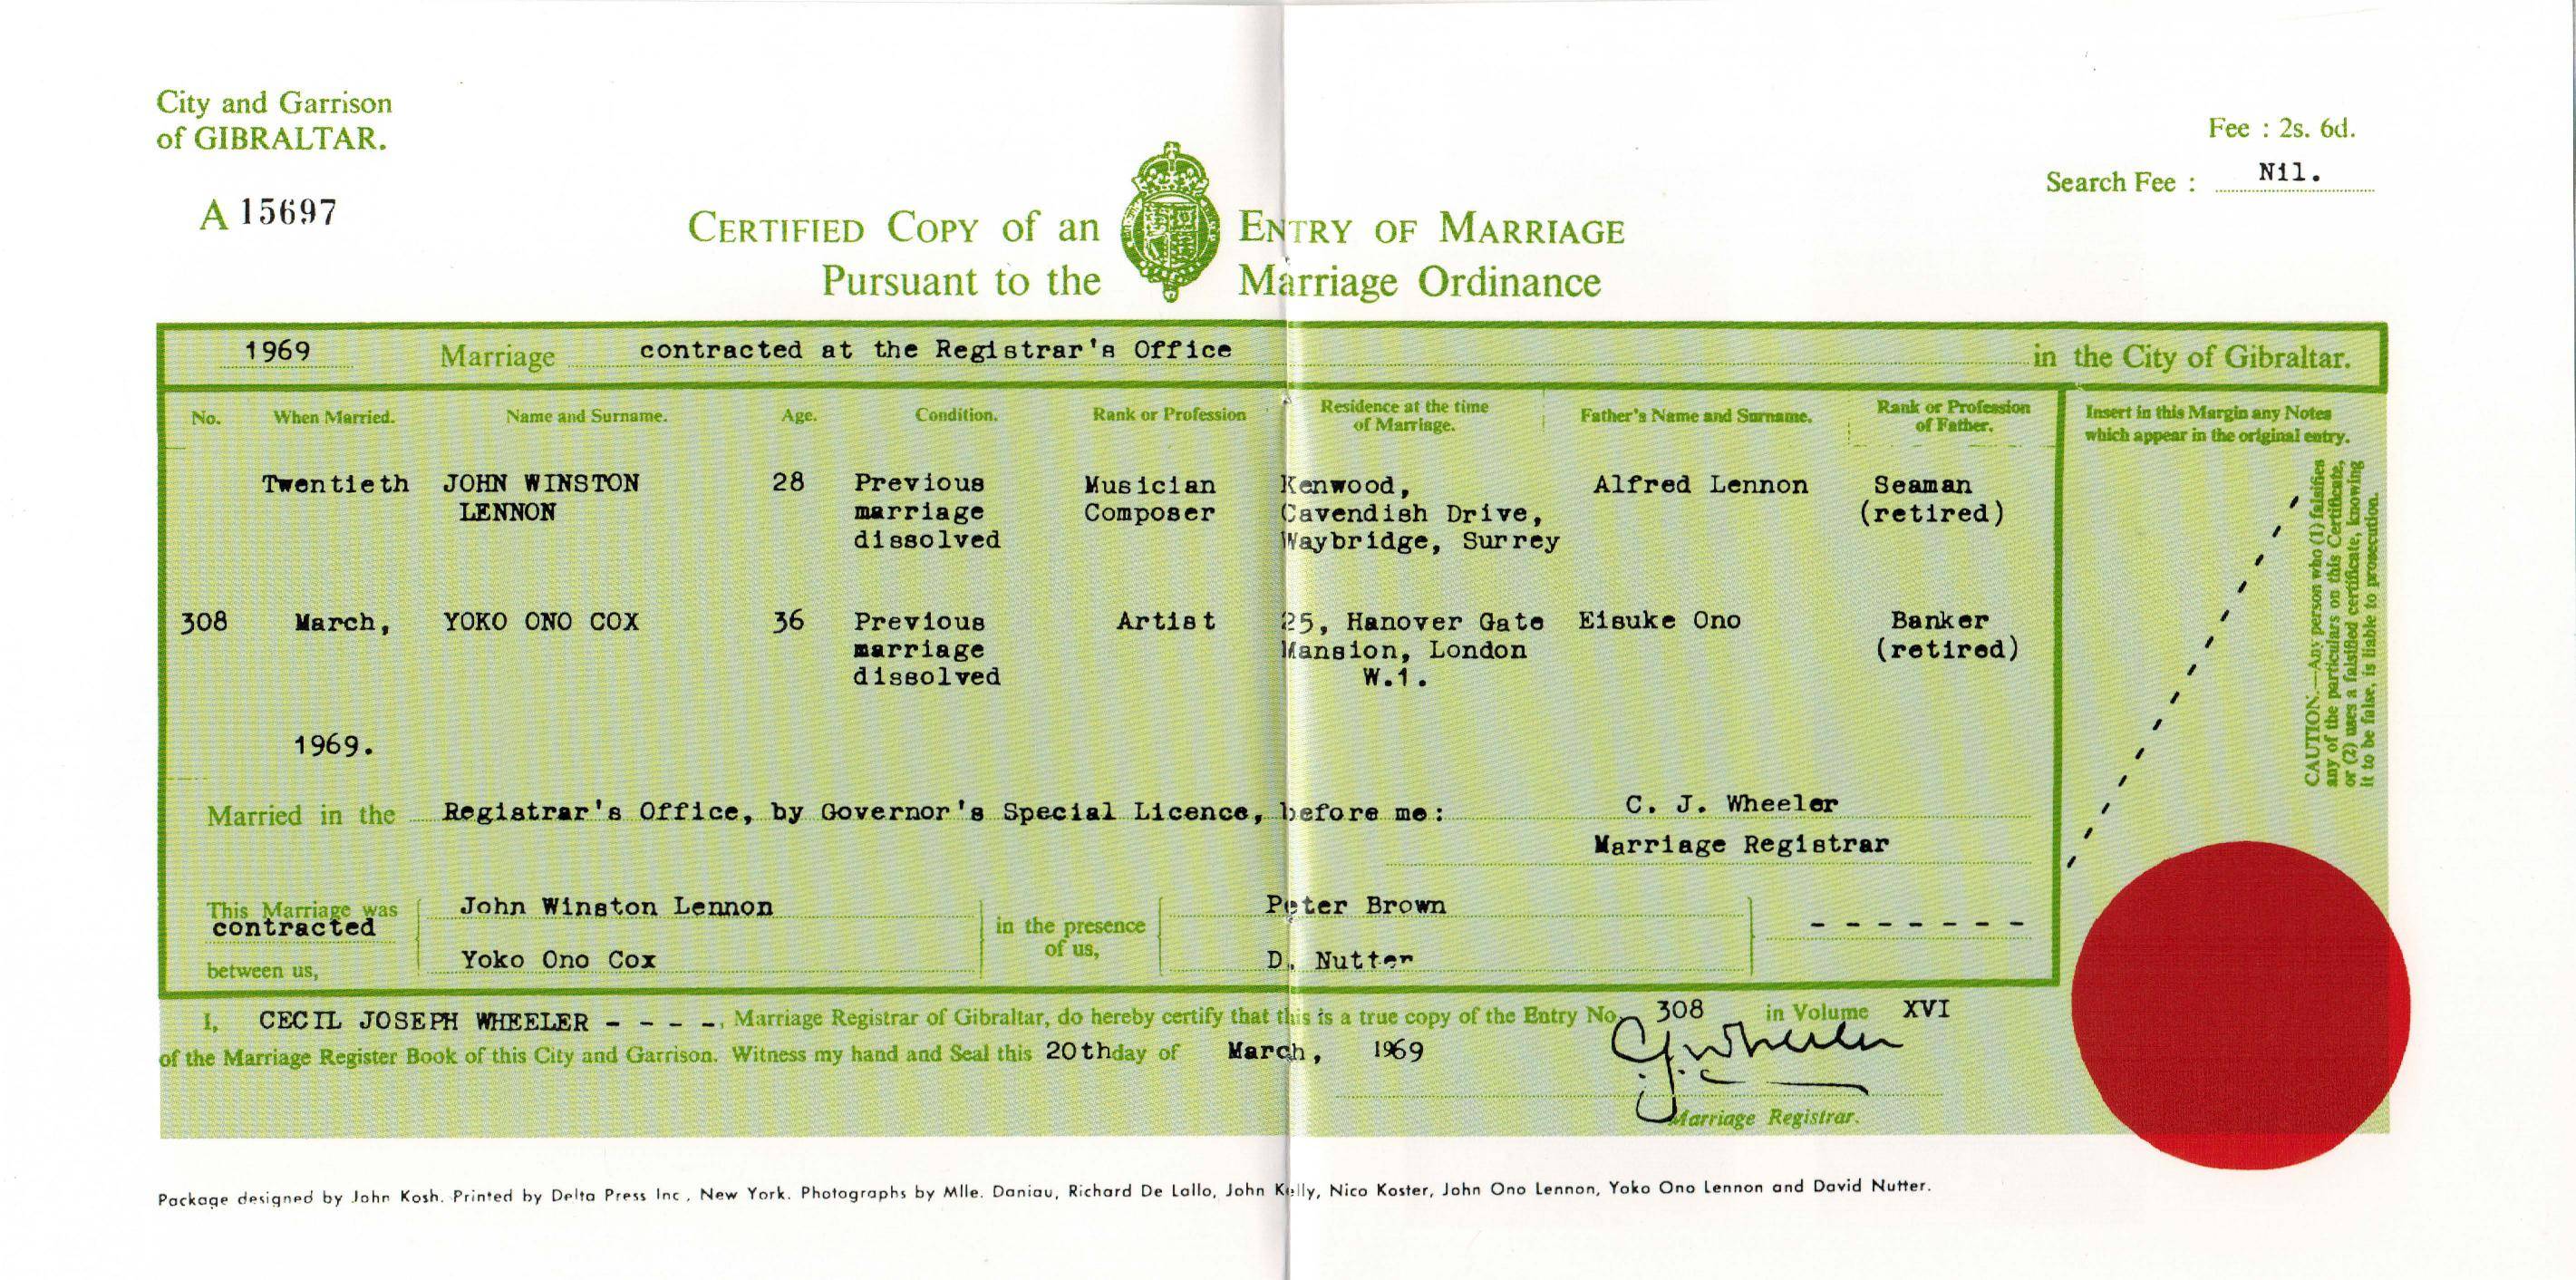 City and Garrison
of GIBRALTAR.
A 15697
Fee : 2s. 6d.
Search Fee : Nil.
CERTIFIED COPY of an ENTRY OF MARRIAGE
Pursuant to the Marriage Ordinance
1969 Marriage contracted at the Registrar's Office in the City of Gibraltar.
No. When Married. Name and Surname. Age. Condition. Rank or Profession Residence at the time of Marriage. Father's Name and Surname. Rank or Profession of Father.
Insert in this Margin any Notes
which appear in the original entry.
Twentieth JOHN WINSTON 28 Previous Musician Kenwood, Alfred Lennon Seaman
LENNON marriage Composer Cavendish Drive, (retired)
dissolved Waybridge, Surrey
308 March, YOKO ONO COX 36 Previous Artist 25, Hanover Gate Eisuke Ono Banker
marriage Mansion, London (retired)
dissolved W.1.
1969.
CAUTION.—Any person who (1) falsifies
any of the particulars on this Certificate,
or (2) uses a falsified certificate, knowing
it to be false, is liable to prosecution.
Married in the Registrar's Office, by Governor's Special Licence, before me: C. J. Wheeler
Marriage Registrar
This Marriage was John Winston Lennon in the presence Peter Brown
contracted of us, - - - - - - -
between us, Yoko Ono Cox D. Nutter
I, CECIL JOSEPH WHEELER - - - -, Marriage Registrar of Gibraltar, do hereby certify that this is a true copy of the Entry No. 308 in Volume XVI
of the Marriage Register Book of this City and Garrison. Witness my hand and Seal this 20th day of March, 1969
C.J. Wheeler
Marriage Registrar.
Package designed by John Kosh. Printed by Delta Press Inc., New York. Photographs by Mlle. Daniau, Richard De Lallo, John Kelly, Nico Koster, John Ono Lennon, Yoko Ono Lennon and David Nutter.